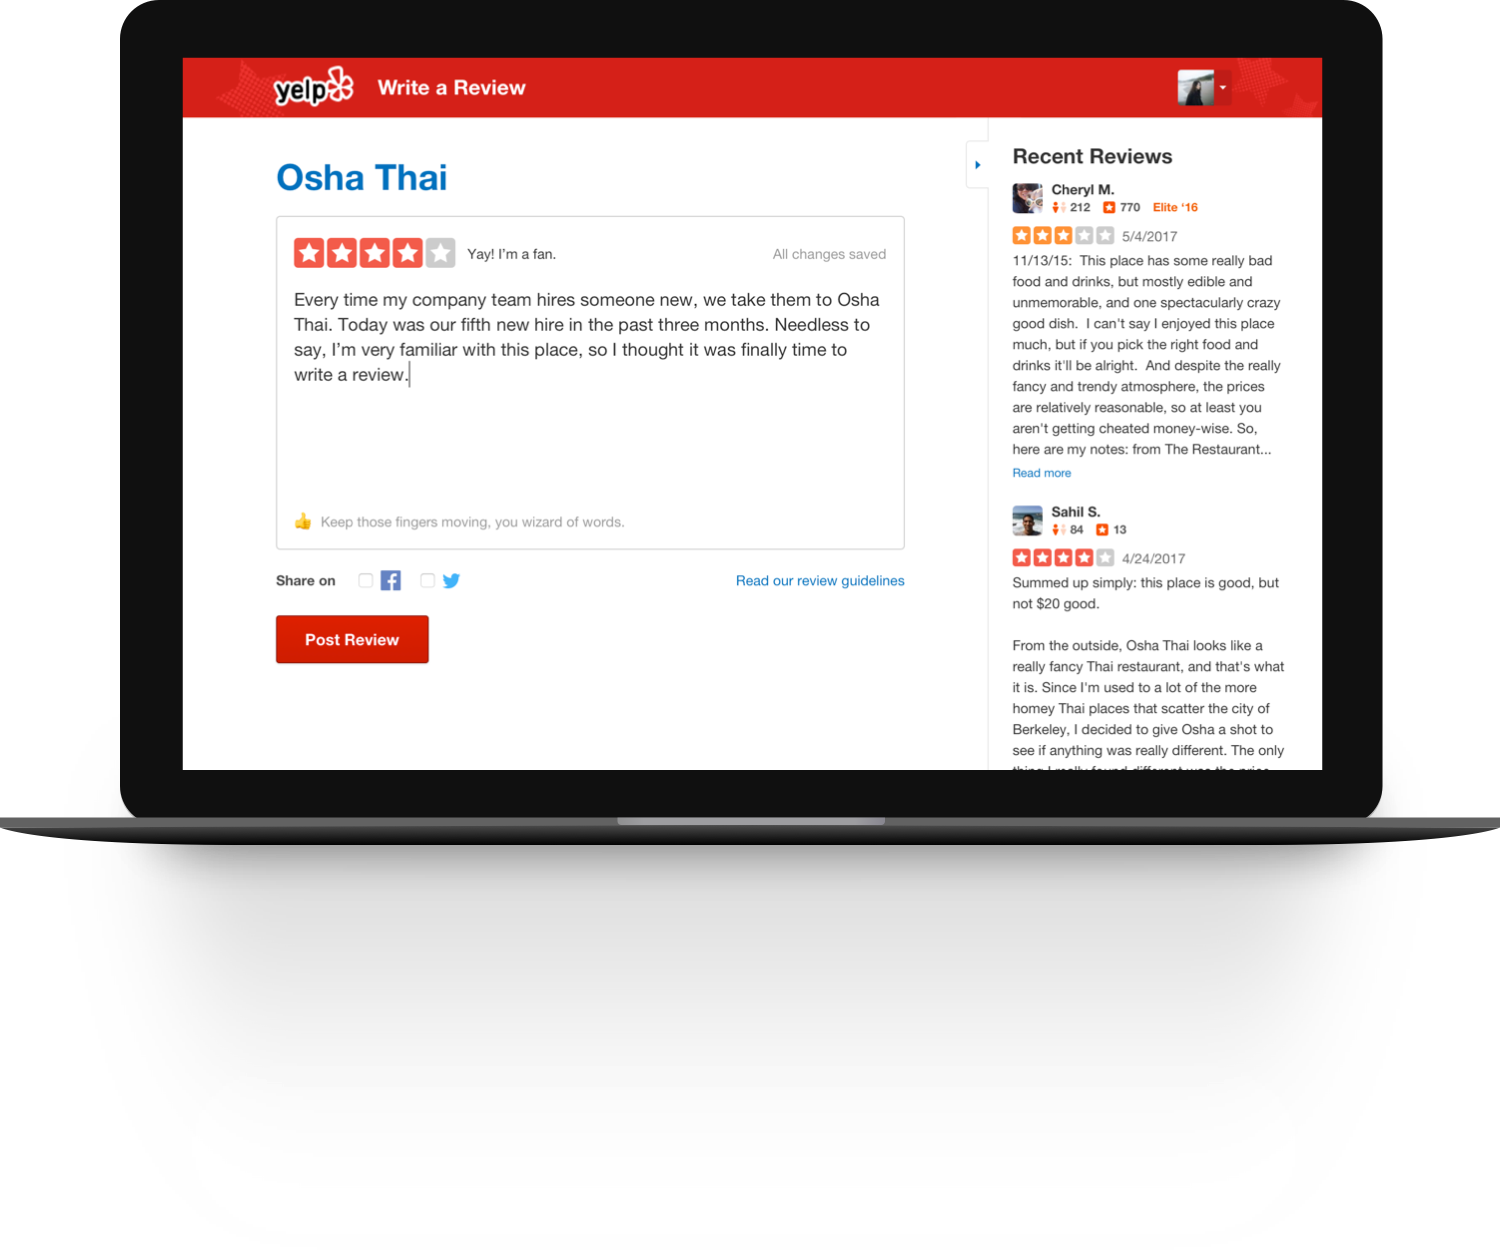 yelp
Write a Review
Osha Thai
Yay! I'm a fan.
All changes saved
Every time my company team hires someone new, we take them to Osha
Thai. Today was our fifth new hire in the past three months. Needless to
say, I'm very familiar with this place, so I thought it was finally time to
write a review.
Keep those fingers moving, you wizard of words.
Share on
Read our review guidelines
Post Review
Recent Reviews
Cheryl M.
212 770 Elite ‘16
5/4/2017
11/13/15:  This place has some really bad
food and drinks, but mostly edible and
unmemorable, and one spectacularly crazy
good dish.  I can't say I enjoyed this place
much, but if you pick the right food and
drinks it'll be alright.  And despite the really
fancy and trendy atmosphere, the prices
are relatively reasonable, so at least you
aren't getting cheated money-wise. So,
here are my notes: from The Restaurant...
Read more
Sahil S.
84 13
4/24/2017
Summed up simply: this place is good, but
not $20 good.
From the outside, Osha Thai looks like a
really fancy Thai restaurant, and that's what
it is. Since I'm used to a lot of the more
homey Thai places that scatter the city of
Berkeley, I decided to give Osha a shot to
see if anything was really different. The only
thing I really found different was the price